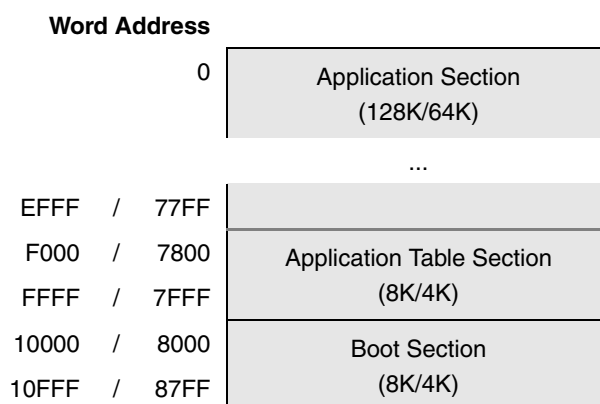 Word Address
0 Application Section
(128K/64K)
...
EFFF / 77FF
F000 / 7800 Application Table Section
FFFF / 7FFF (8K/4K)
10000 / 8000 Boot Section
10FFF / 87FF (8K/4K)